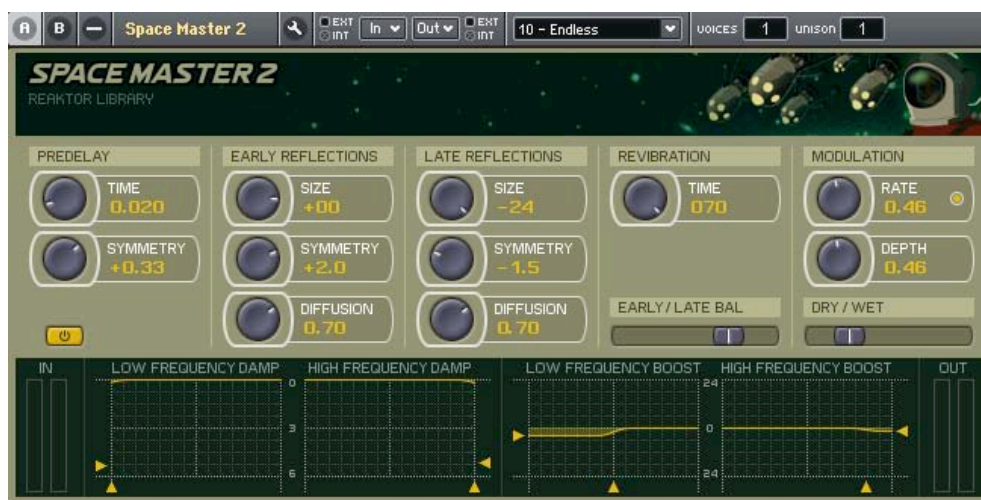 A B Space Master 2 EXT INT In Out EXT INT 10 - Endless VOICES 1 UNISON 1
SPACE MASTER 2
REAKTOR LIBRARY
PREDELAY EARLY REFLECTIONS LATE REFLECTIONS REVIBRATION MODULATION
TIME 0.020 SIZE +00 SIZE -24 TIME 070 RATE 0.46
SYMMETRY +0.33 SYMMETRY +2.0 SYMMETRY -1.5 DEPTH 0.46
DIFFUSION 0.70 DIFFUSION 0.70 EARLY / LATE BAL DRY / WET
IN LOW FREQUENCY DAMP HIGH FREQUENCY DAMP LOW FREQUENCY BOOST HIGH FREQUENCY BOOST OUT
0 24
3 0
6 24